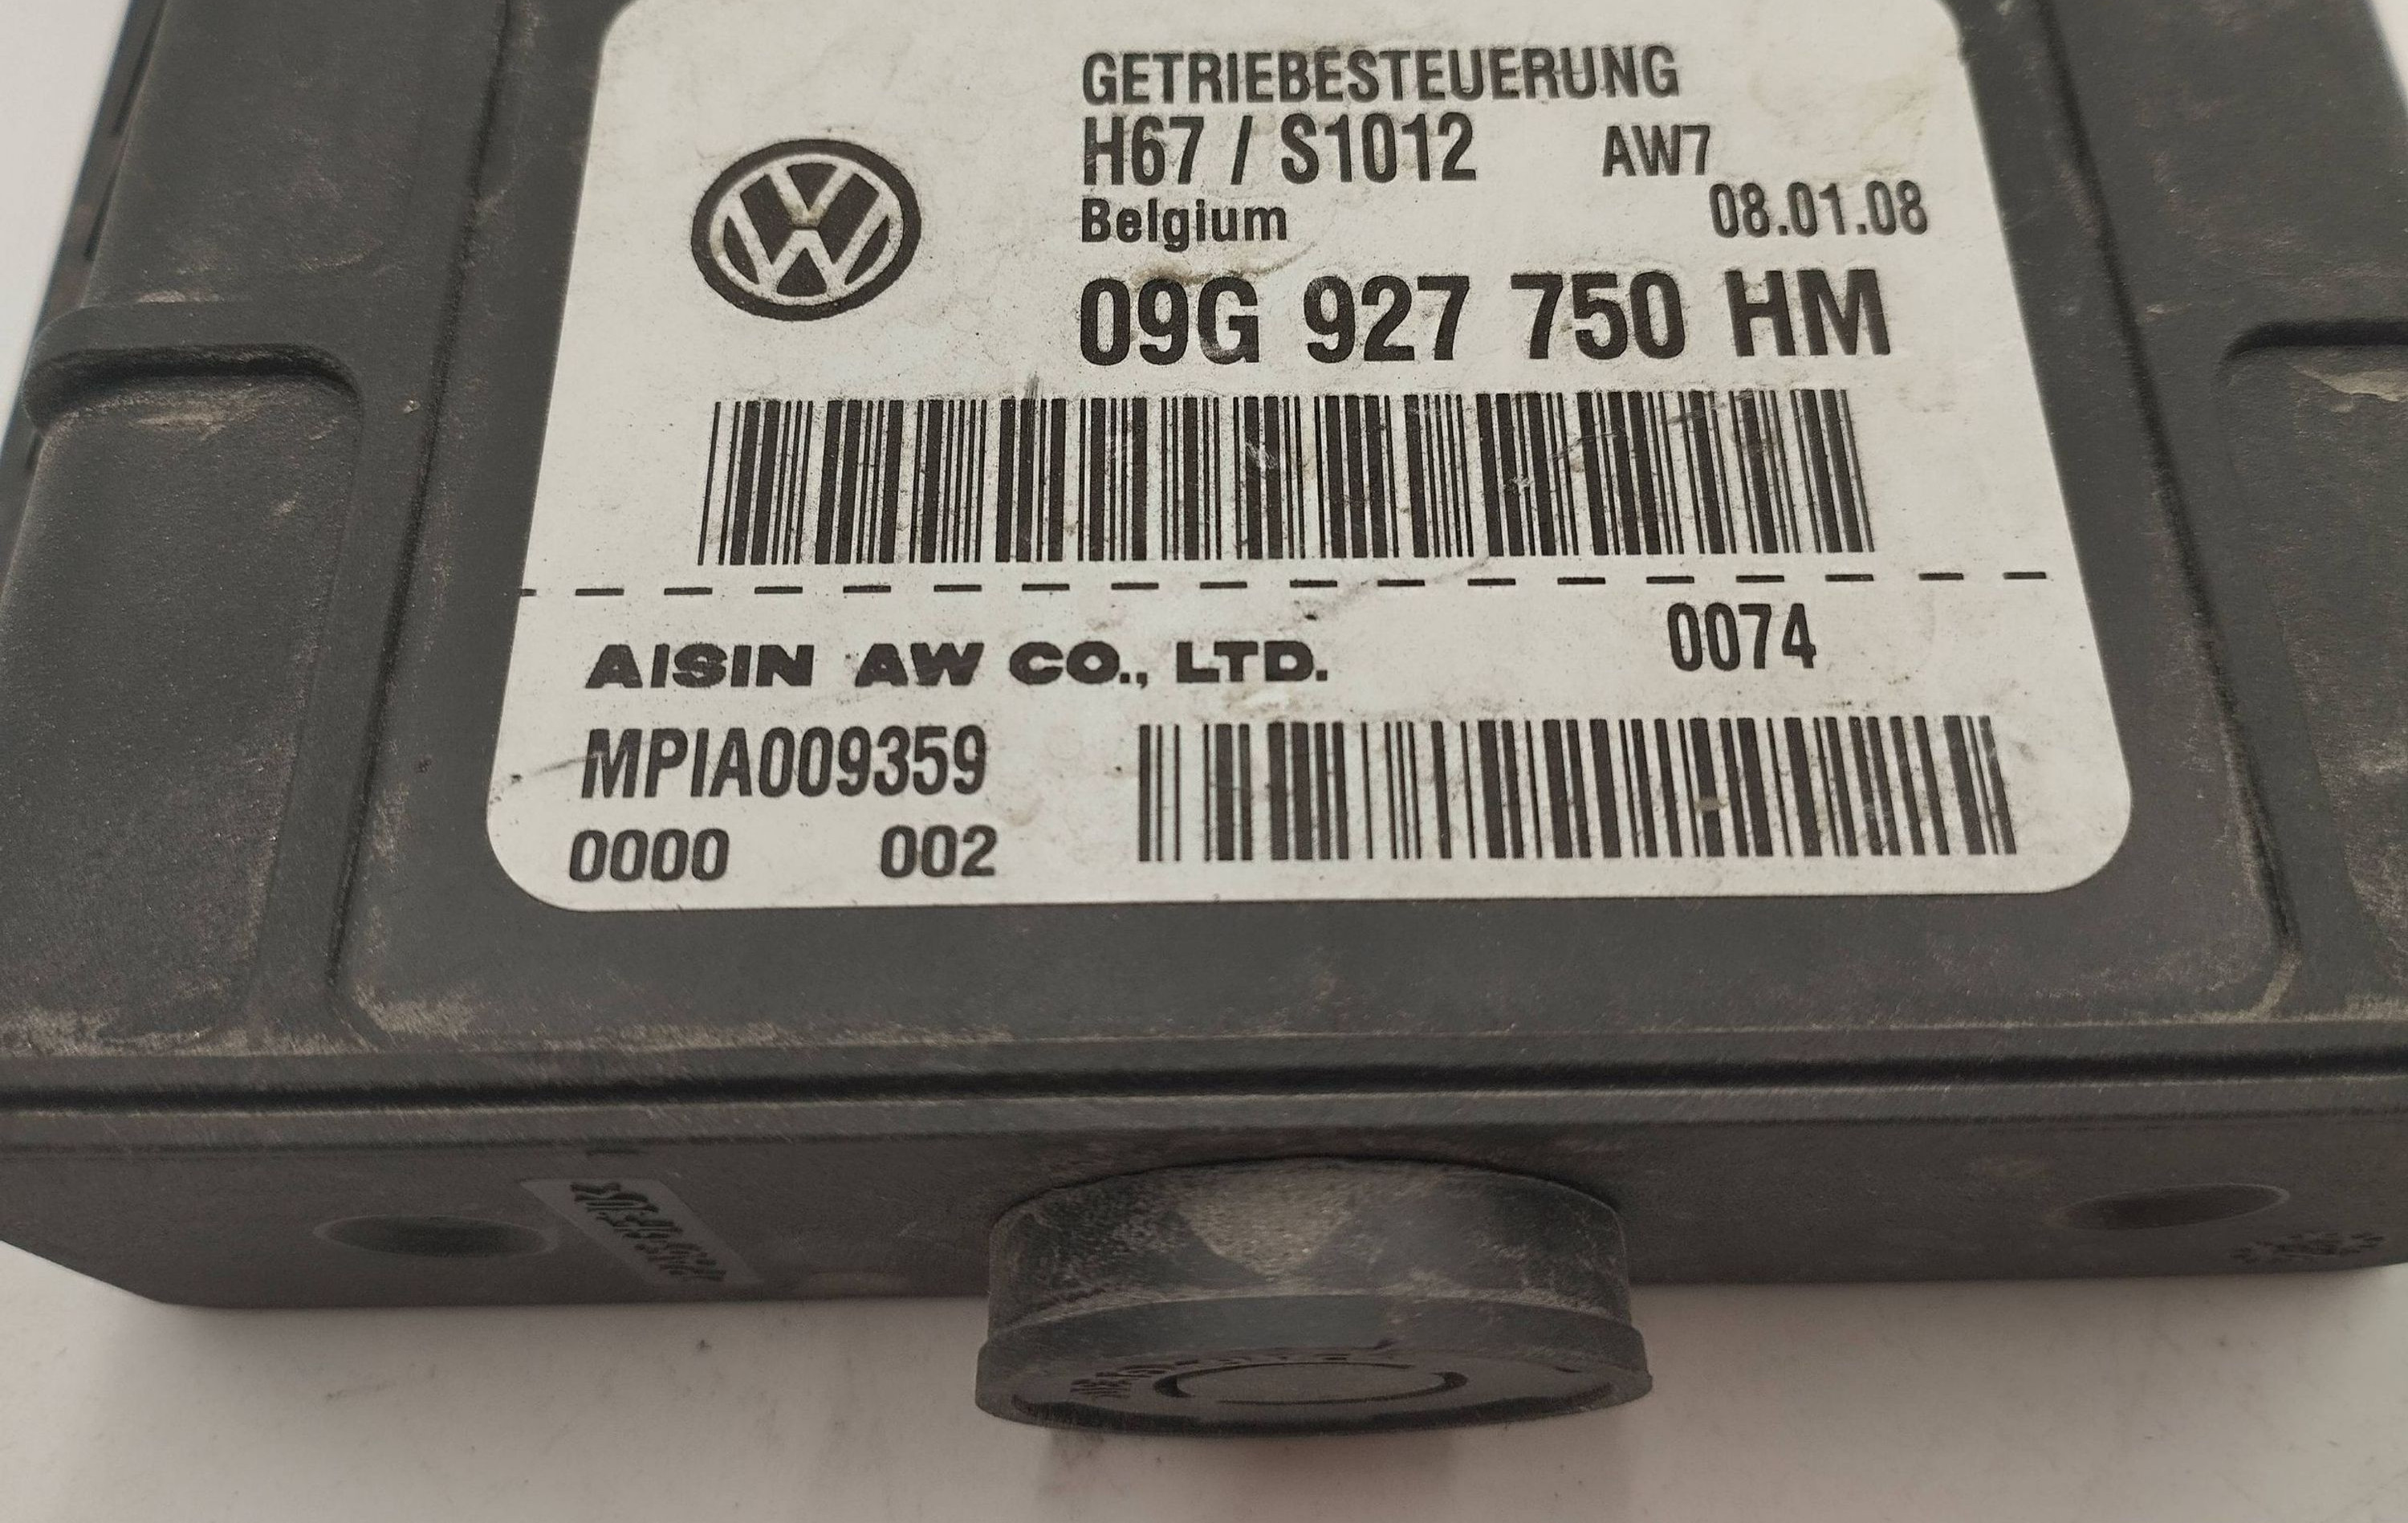 GETRIEBESTEUERUNG
H67 / S1012 AW7
Belgium 08.01.08
09G 927 750 HM
AISIN AW CO., LTD. 0074
MPIA009359
0000 002